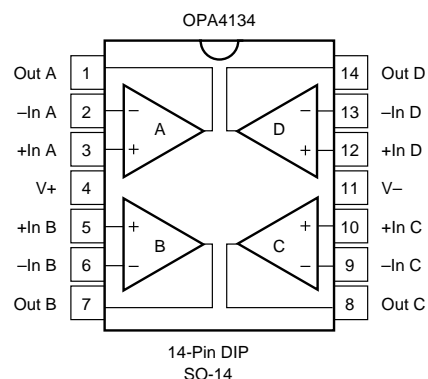 OPA4134
Out A 1 14 Out D
–In A 2 – – 13 –In D
A D
+In A 3 + + 12 +In D
V+ 4 11 V–
+In B 5 + + 10 +In C
B C
–In B 6 – – 9 –In C
Out B 7 8 Out C
14-Pin DIP
SO-14